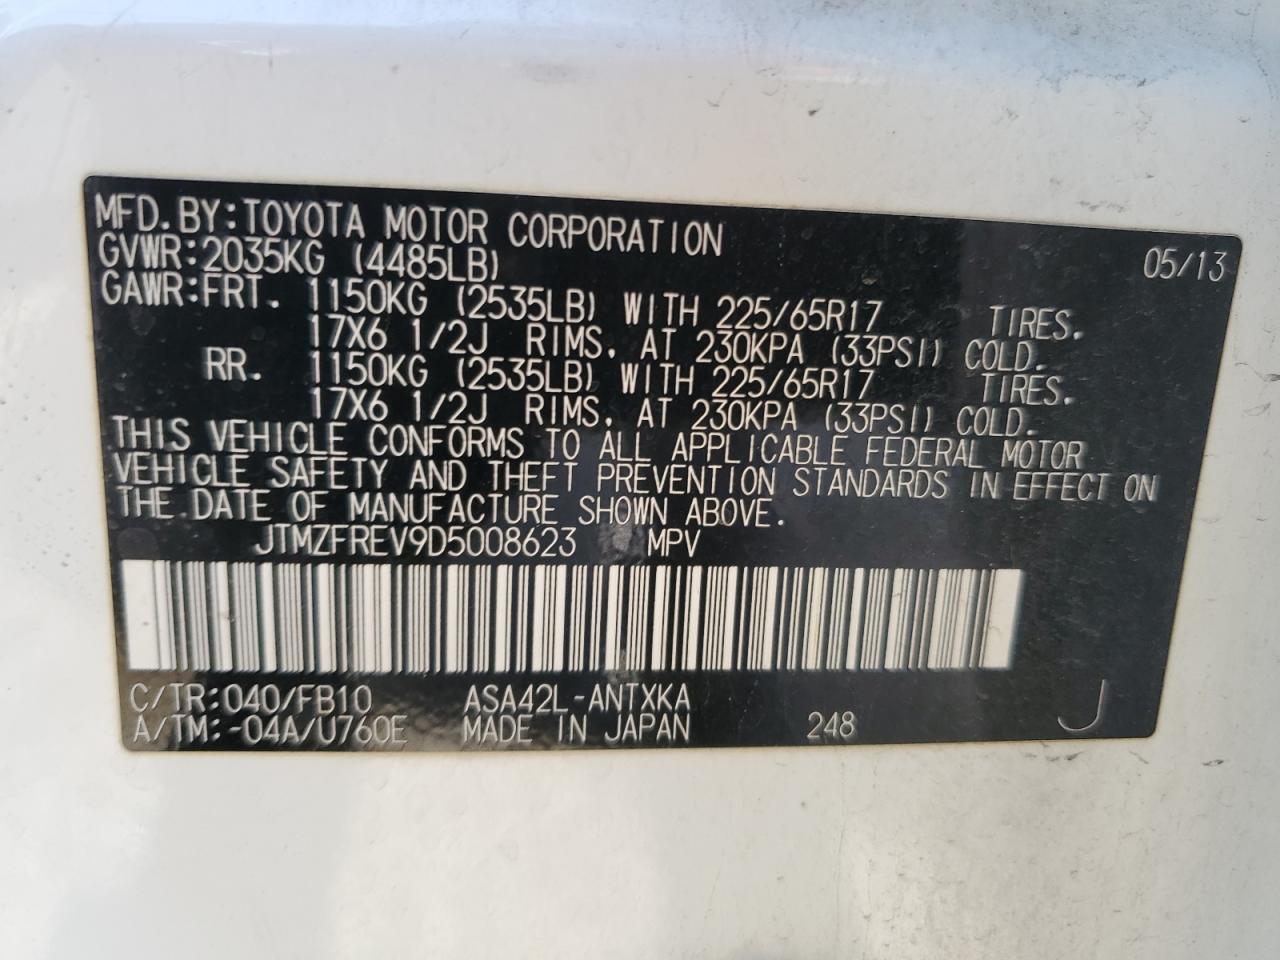 MFD.BY:TOYOTA MOTOR CORPORATION 05/13
GVWR:2035KG (4485LB)
GAWR:FRT. 1150KG (2535LB) WITH 225/65R17 TIRES.
17X6 1/2J RIMS, AT 230KPA (33PSI) COLD.
RR. 1150KG (2535LB) WITH 225/65R17 TIRES.
17X6 1/2J RIMS, AT 230KPA (33PSI) COLD.
THIS VEHICLE CONFORMS TO ALL APPLICABLE FEDERAL MOTOR
VEHICLE SAFETY AND THEFT PREVENTION STANDARDS IN EFFECT ON
THE DATE OF MANUFACTURE SHOWN ABOVE.
JTMZFREV9D5008623 MPV
C/TR:040/FB10 ASA42L-ANTXKA
A/TM:-04A/U760E MADE IN JAPAN 248 J